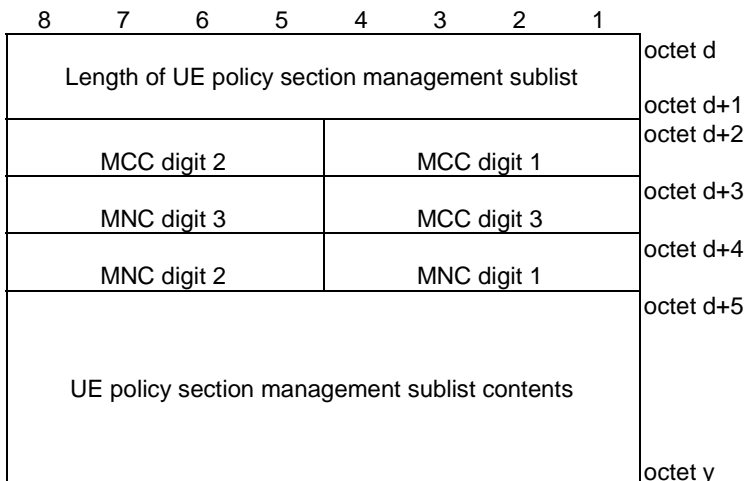 8 7 6 5 4 3 2 1
octet d
Length of UE policy section management sublist
octet d+1
octet d+2
MCC digit 2 MCC digit 1
octet d+3
MNC digit 3 MCC digit 3
octet d+4
MNC digit 2 MNC digit 1
octet d+5
UE policy section management sublist contents
octet y